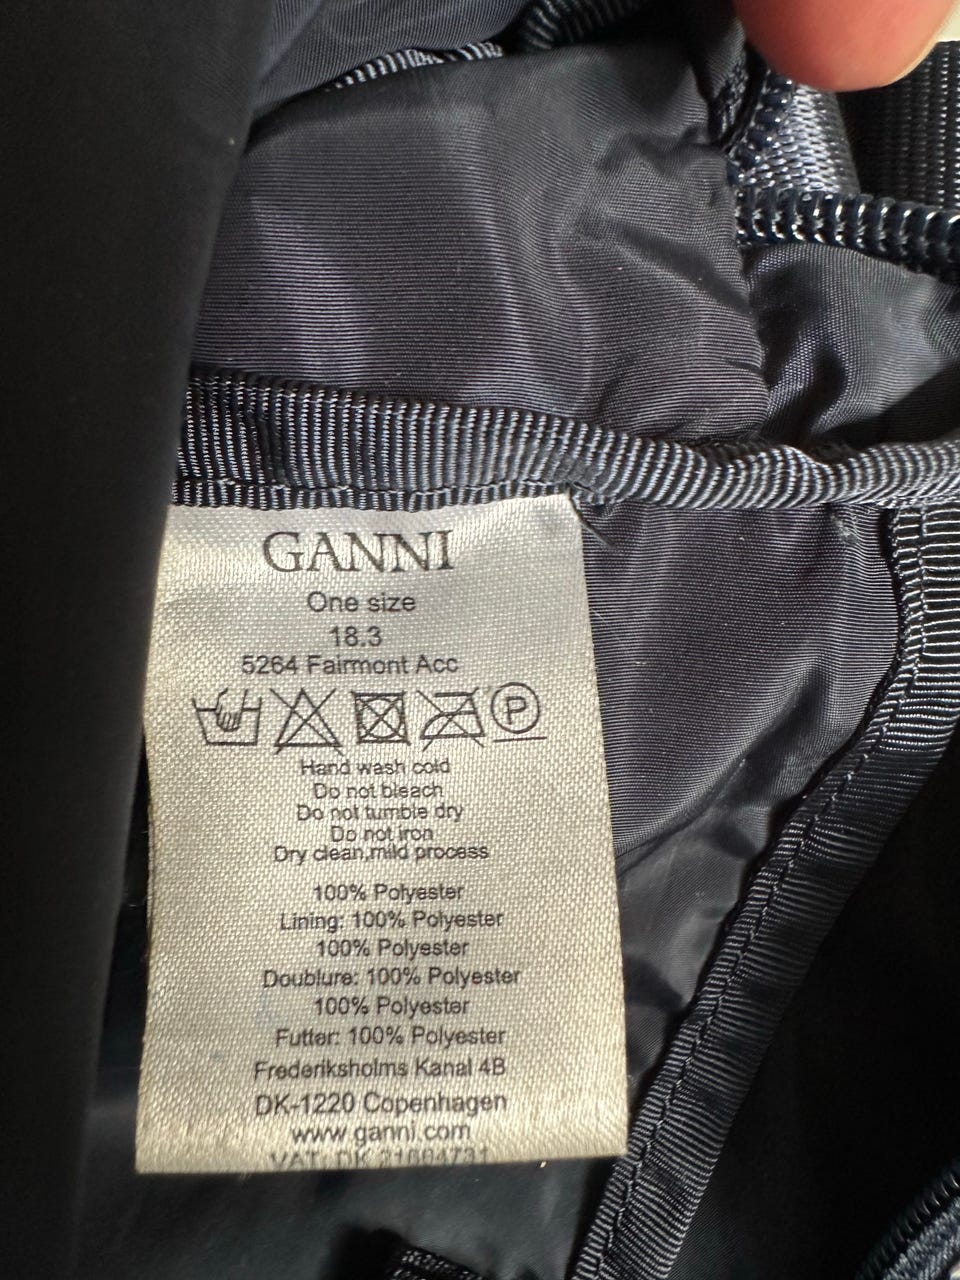 GANNI
One size
18.3
5264 Fairmont Acc
P
Hand wash cold
Do not bleach
Do not tumble dry
Do not iron
Dry clean,mild process
100% Polyester
Lining: 100% Polyester
100% Polyester
Doublure: 100% Polyester
100% Polyester
Futter: 100% Polyester
Frederiksholms Kanal 4B
DK-1220 Copenhagen
www.ganni.com
VAT: DK